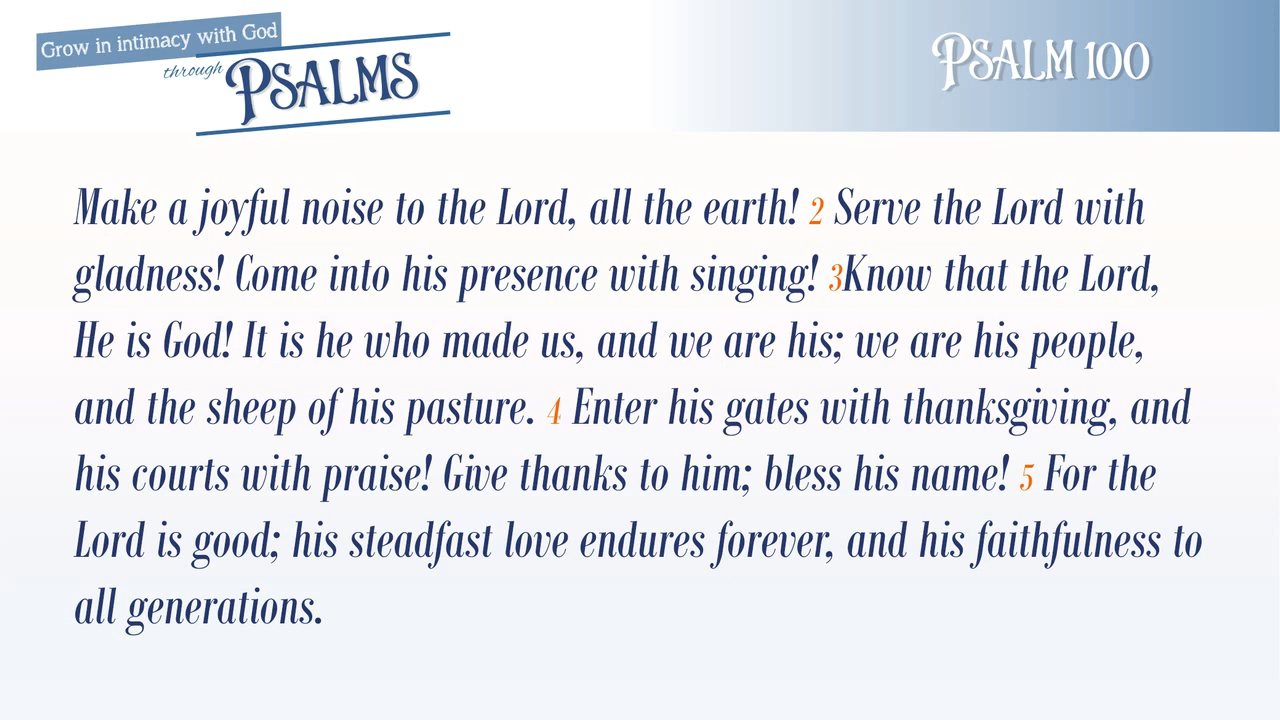 Grow in intimacy with God
through PSALMS
PSALM 100
Make a joyful noise to the Lord, all the earth! 2 Serve the Lord with
gladness! Come into his presence with singing! 3Know that the Lord,
He is God! It is he who made us, and we are his; we are his people,
and the sheep of his pasture. 4 Enter his gates with thanksgiving, and
his courts with praise! Give thanks to him; bless his name! 5 For the
Lord is good; his steadfast love endures forever, and his faithfulness to
all generations.